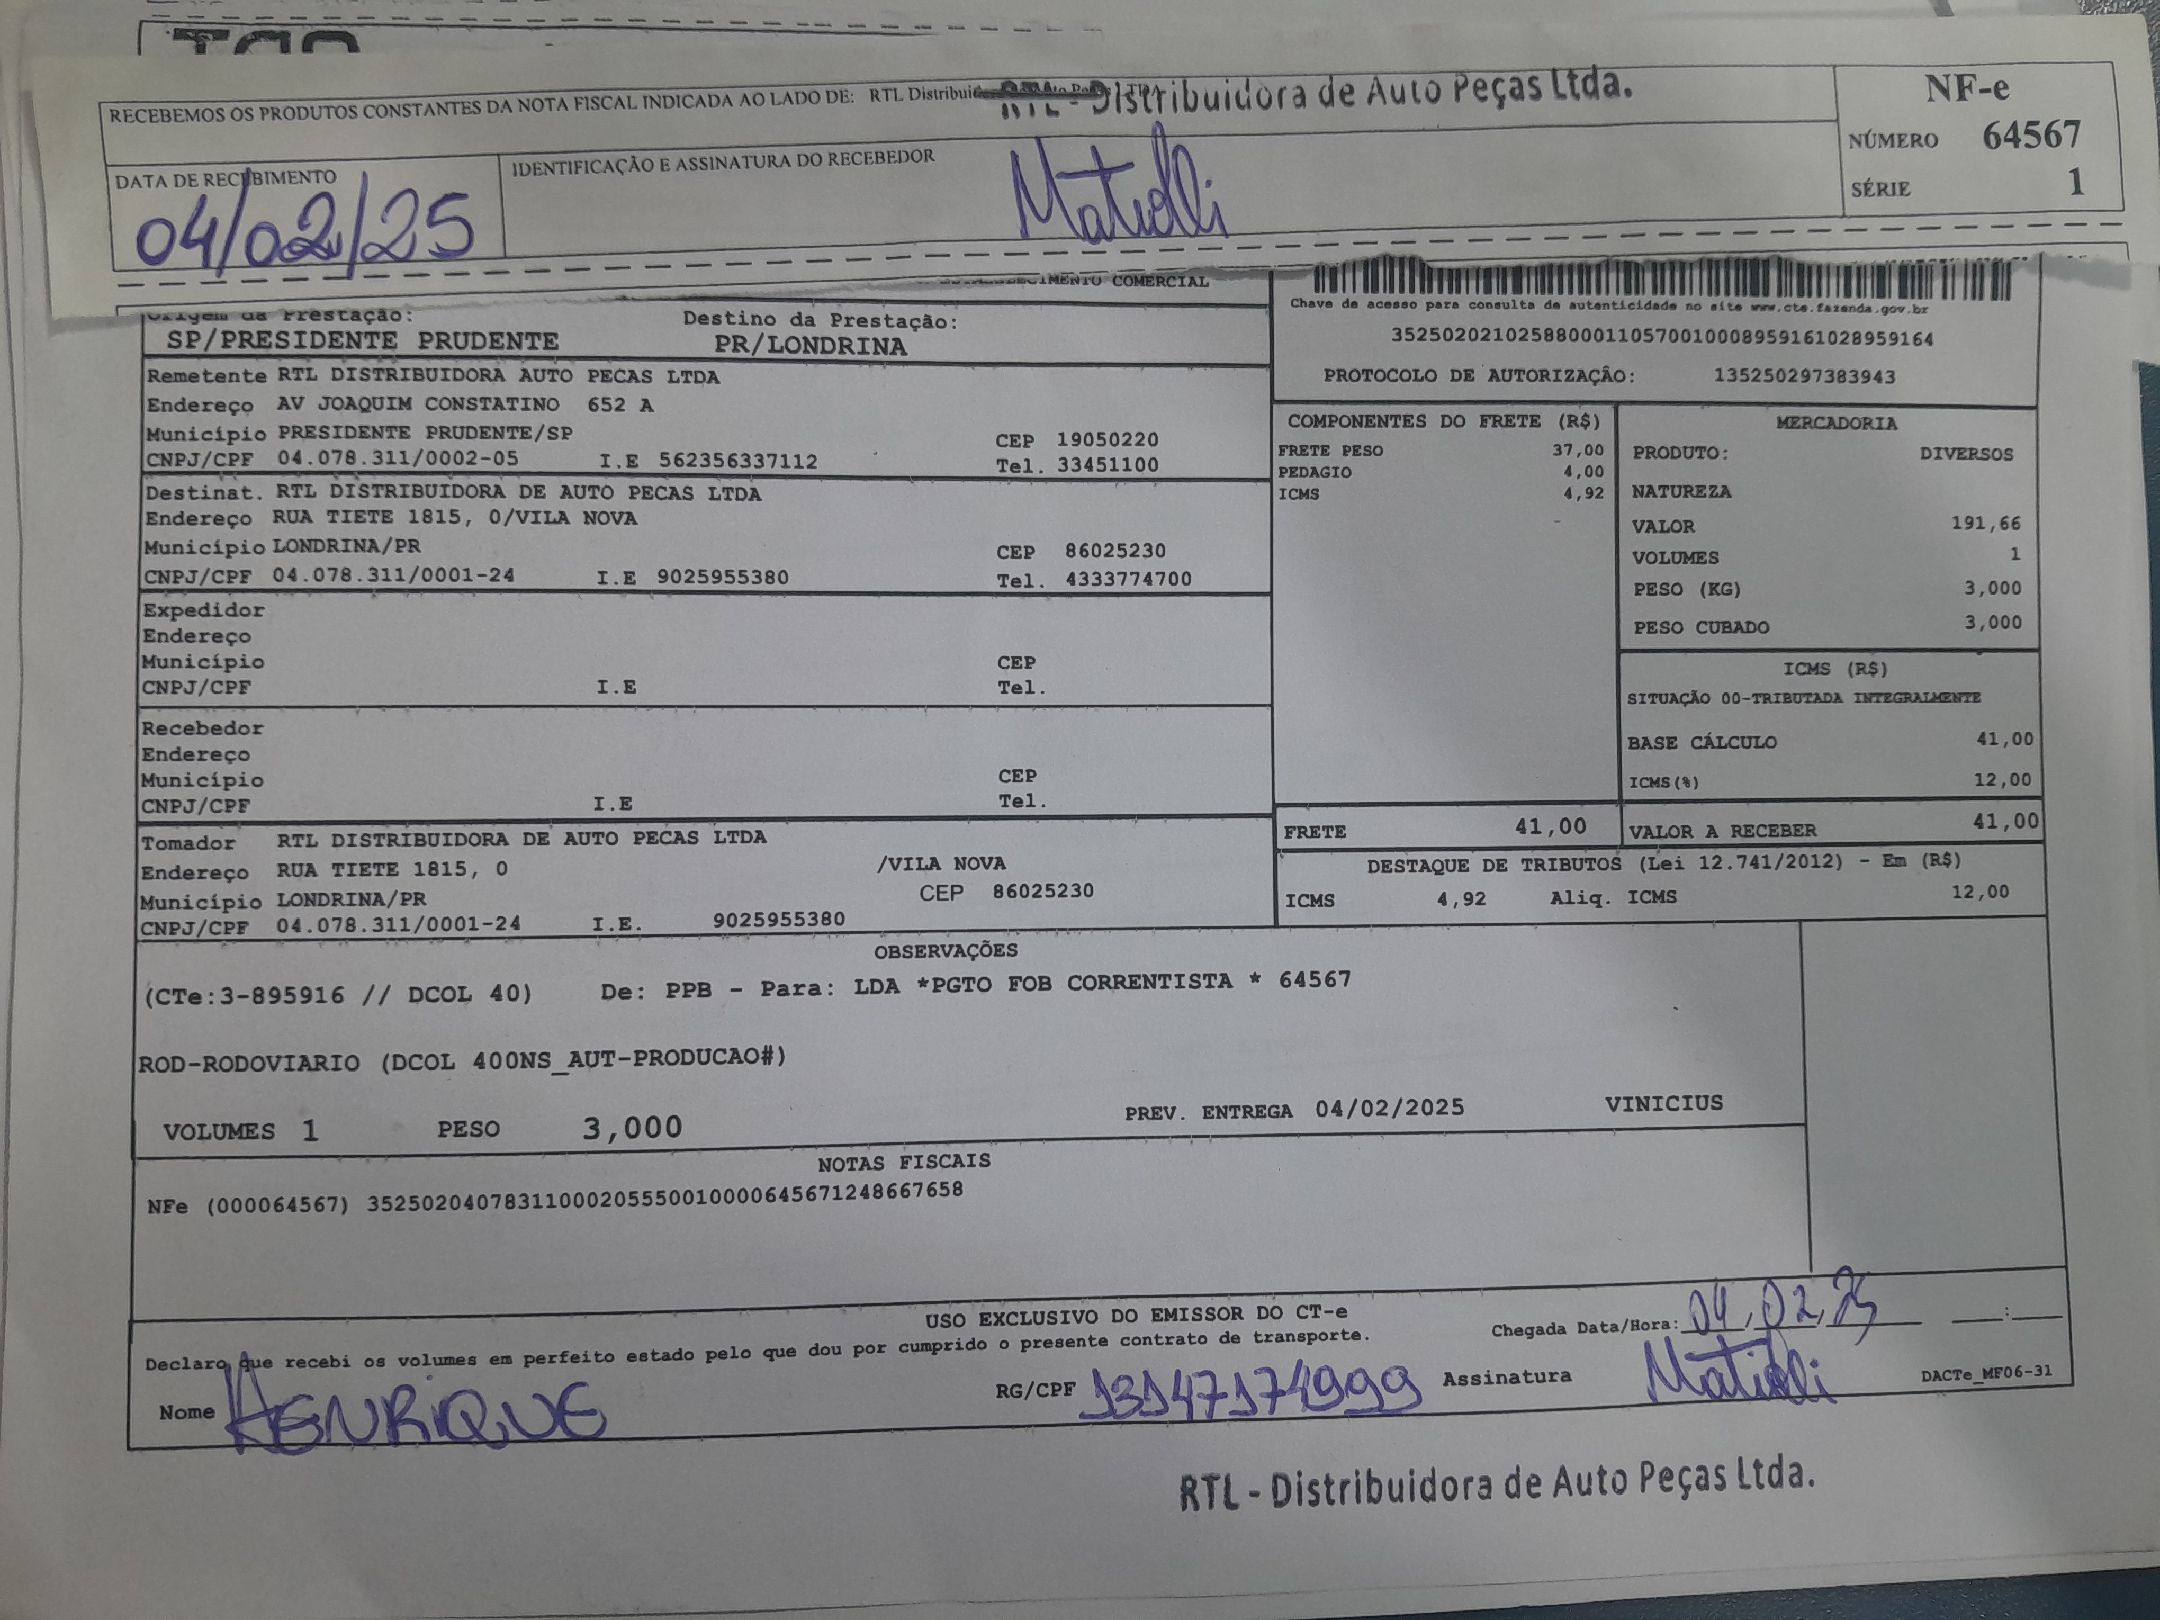 RECEBEMOS OS PRODUTOS CONSTANTES DA NOTA FISCAL INDICADA AO LADO DE: RTL
RTL - Distribuidora de Auto Peças Ltda.
NF-e
NÚMERO 64567
SÉRIE 1
DATA DE RECEBIMENTO
04/02/25
IDENTIFICAÇÃO E ASSINATURA DO RECEBEDOR
Matiolli
COMERCIAL
Chave de acesso para consulta de autenticidade no site www.cte.fazenda.gov.br
35250202102588000110570010008959161028959164
PROTOCOLO DE AUTORIZAÇÃO: 135250297383943
Origem da Prestação: Destino da Prestação:
SP/PRESIDENTE PRUDENTE PR/LONDRINA
Remetente RTL DISTRIBUIDORA AUTO PECAS LTDA
Endereço AV JOAQUIM CONSTATINO 652 A
Município PRESIDENTE PRUDENTE/SP CEP 19050220
CNPJ/CPF 04.078.311/0002-05 I.E 562356337112 Tel. 33451100
Destinat. RTL DISTRIBUIDORA DE AUTO PECAS LTDA
Endereço RUA TIETE 1815, 0/VILA NOVA
Município LONDRINA/PR CEP 86025230
CNPJ/CPF 04.078.311/0001-24 I.E 9025955380 Tel. 4333774700
Expedidor
Endereço
Município CEP
CNPJ/CPF I.E Tel.
Recebedor
Endereço
Município CEP
CNPJ/CPF I.E Tel.
Tomador RTL DISTRIBUIDORA DE AUTO PECAS LTDA
Endereço RUA TIETE 1815, 0 /VILA NOVA
Município LONDRINA/PR CEP 86025230
CNPJ/CPF 04.078.311/0001-24 I.E. 9025955380
COMPONENTES DO FRETE (R$)
FRETE PESO 37,00
PEDAGIO 4,00
ICMS 4,92
MERCADORIA
PRODUTO: DIVERSOS
NATUREZA
VALOR 191,66
VOLUMES 1
PESO (KG) 3,000
PESO CUBADO 3,000
ICMS (R$)
SITUAÇÃO 00-TRIBUTADA INTEGRALMENTE
BASE CÁLCULO 41,00
ICMS(%) 12,00
FRETE 41,00 VALOR A RECEBER 41,00
DESTAQUE DE TRIBUTOS (Lei 12.741/2012) - Em (R$)
ICMS 4,92 Aliq. ICMS 12,00
OBSERVAÇÕES
(CTe:3-895916 // DCOL 40) De: PPB - Para: LDA *PGTO FOB CORRENTISTA * 64567
ROD-RODOVIARIO (DCOL 400NS_AUT-PRODUCAO#)
VOLUMES 1 PESO 3,000 PREV. ENTREGA 04/02/2025 VINICIUS
NOTAS FISCAIS
NFe (000064567) 35250204078311000205550010000645671248667658
USO EXCLUSIVO DO EMISSOR DO CT-e
Declaro que recebi os volumes em perfeito estado pelo que dou por cumprido o presente contrato de transporte.
Chegada Data/Hora: 04/02/25 __:__
Nome HENRIQUE RG/CPF 13147174999 Assinatura Matiolli DACTe_MF06-31
RTL - Distribuidora de Auto Peças Ltda.